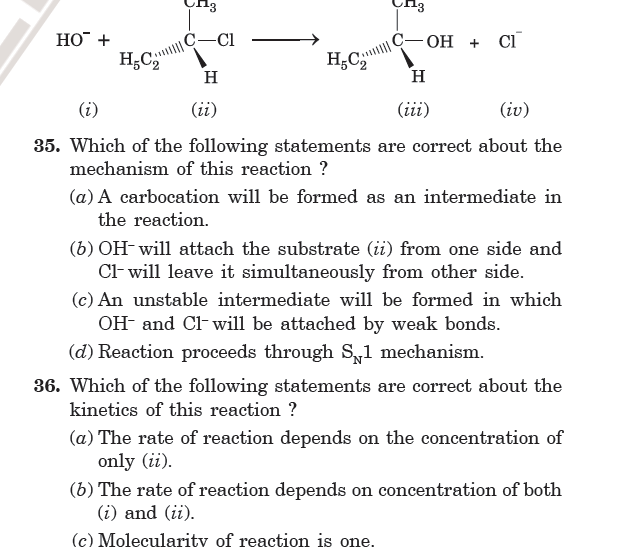 CH₃ CH₃
HO⁻ + C—Cl ⟶ C—OH + Cl⁻
H₅C₂ H₅C₂
H H
(i) (ii) (iii) (iv)
35. Which of the following statements are correct about the
mechanism of this reaction ?
(a) A carbocation will be formed as an intermediate in
the reaction.
(b) OH⁻ will attach the substrate (ii) from one side and
Cl⁻ will leave it simultaneously from other side.
(c) An unstable intermediate will be formed in which
OH⁻ and Cl⁻ will be attached by weak bonds.
(d) Reaction proceeds through S_N1 mechanism.
36. Which of the following statements are correct about the
kinetics of this reaction ?
(a) The rate of reaction depends on the concentration of
only (ii).
(b) The rate of reaction depends on concentration of both
(i) and (ii).
(c) Molecularity of reaction is one.